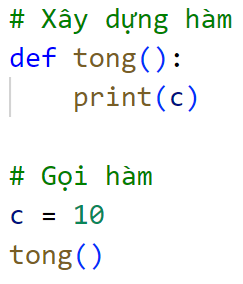 # Xây dựng hàm
def tong():
    print(c)

# Gọi hàm
c = 10
tong()